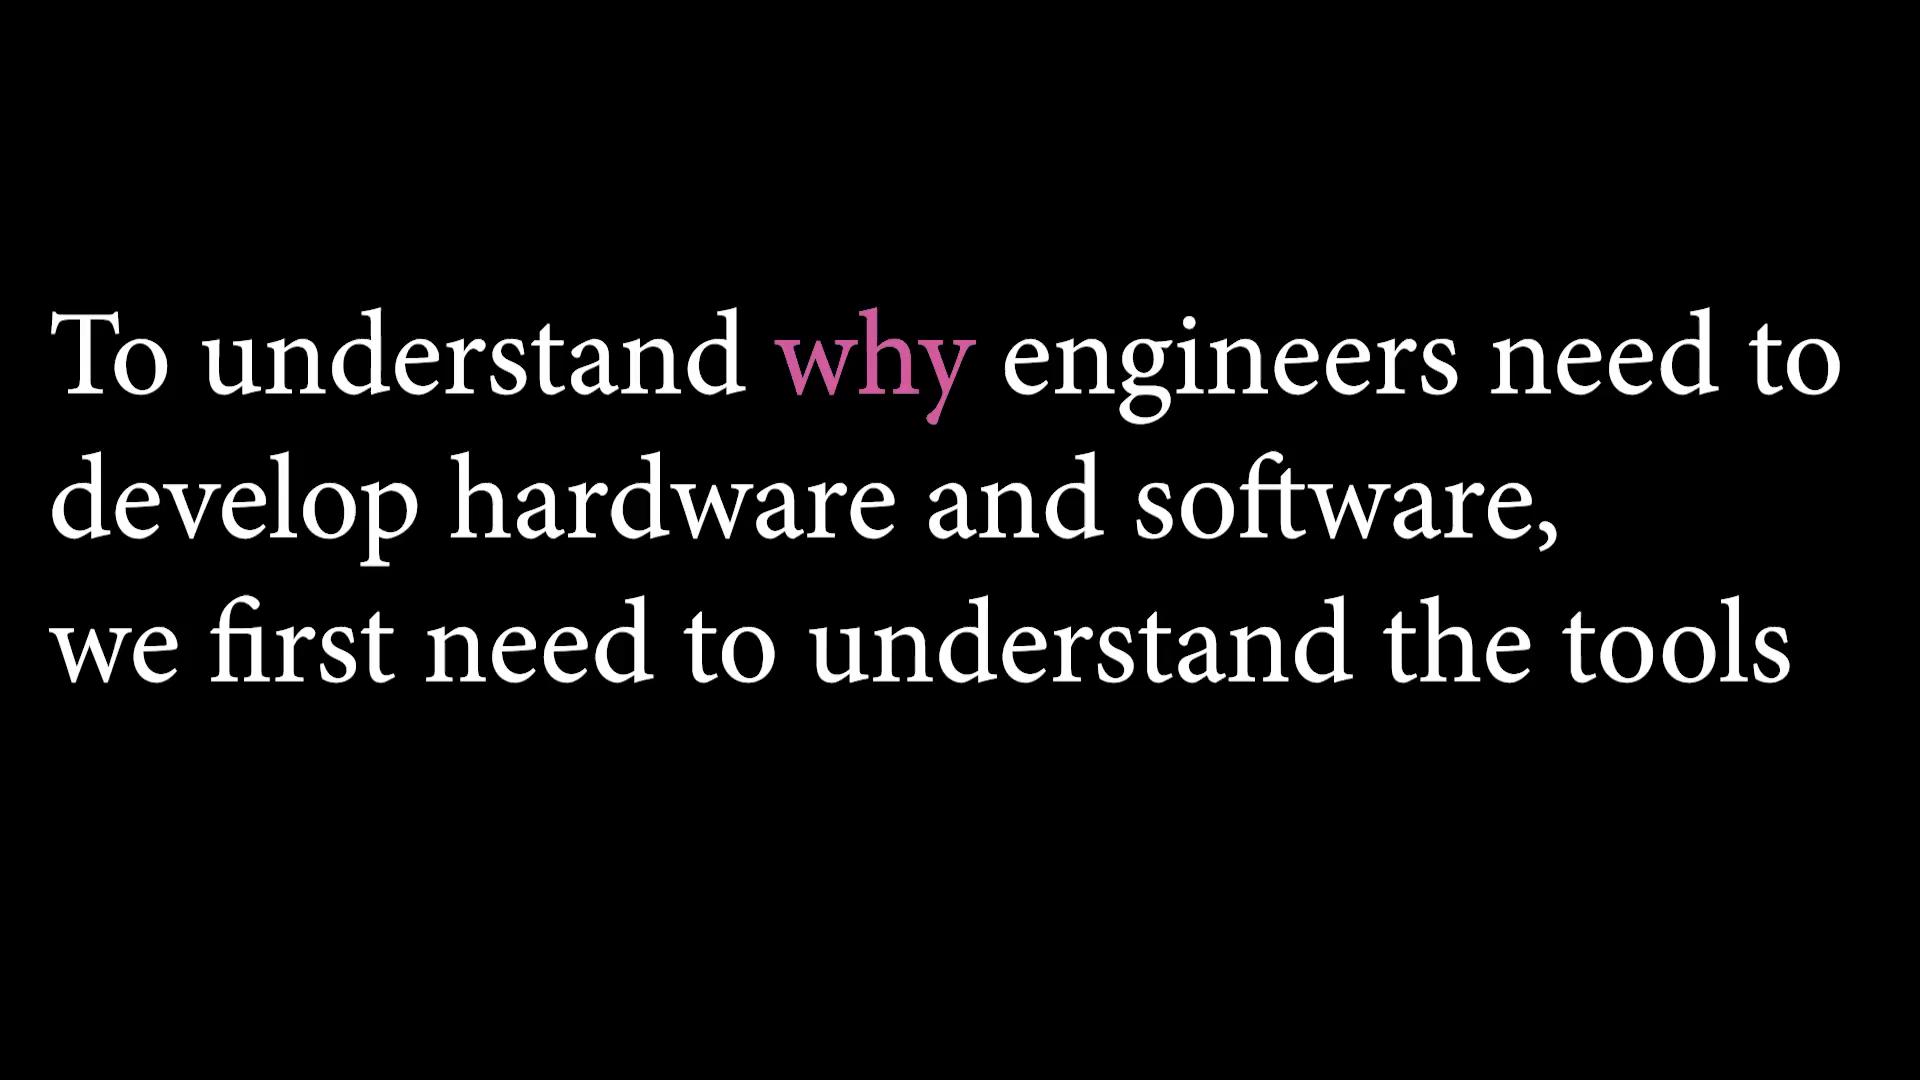 To understand why engineers need to
develop hardware and software,
we first need to understand the tools